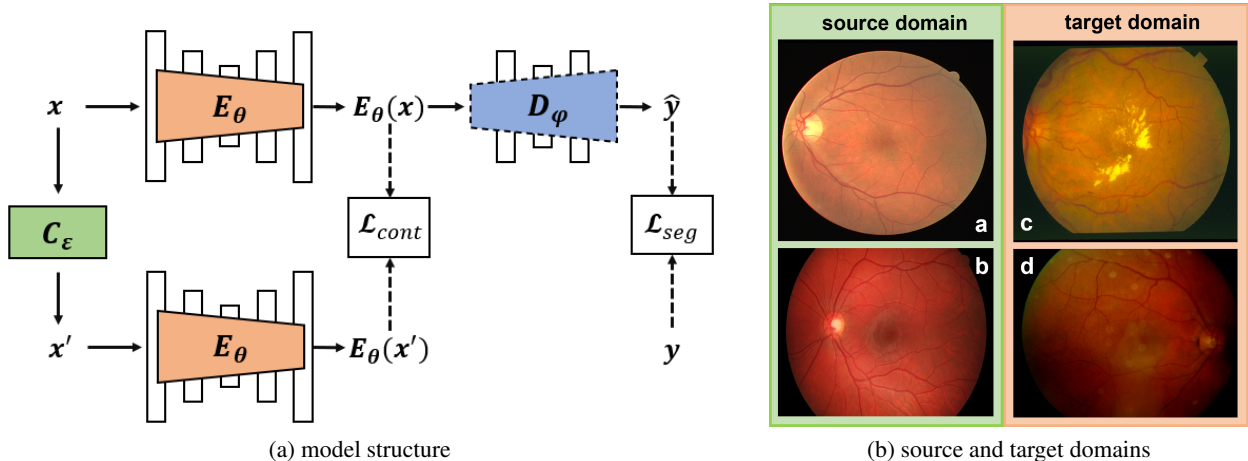 x
E_θ
E_θ(x)
D_φ
ŷ
C_ε
ℒ_cont
ℒ_seg
x′
E_θ
E_θ(x′)
y
(a) model structure
source domain
target domain
a
c
b
d
(b) source and target domains